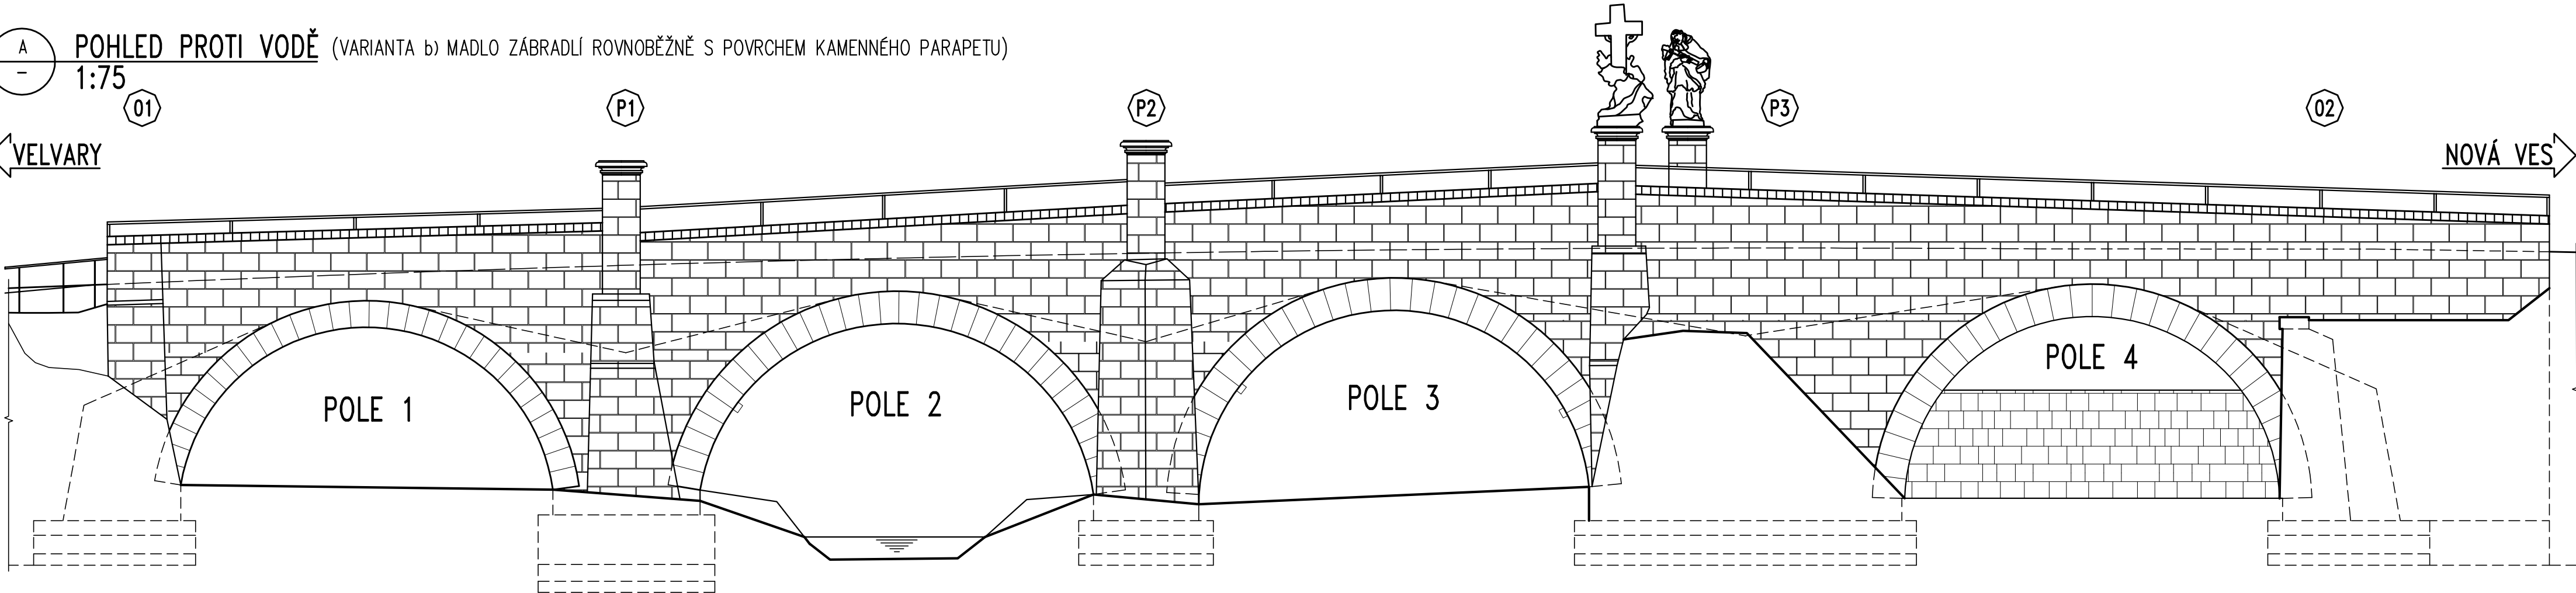 A
–
POHLED PROTI VODĚ (VARIANTA b) MADLO ZÁBRADLÍ ROVNOBĚŽNĚ S POVRCHEM KAMENNÉHO PARAPETU)
1:75
O1
P1
P2
P3
O2
VELVARY
NOVÁ VES
POLE 1
POLE 2
POLE 3
POLE 4